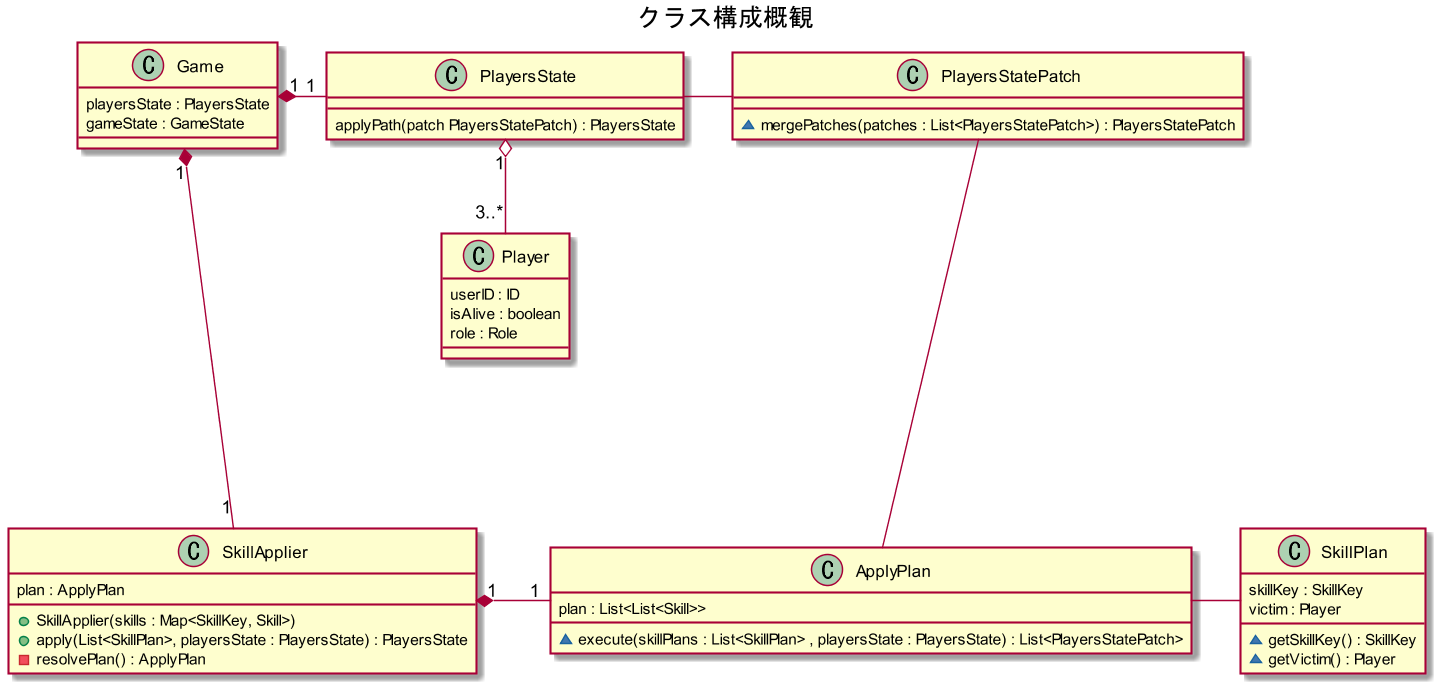 クラス構成概観
C Game
playersState : PlayersState
gameState : GameState
1 1
C PlayersState
applyPath(patch PlayersStatePatch) : PlayersState
C PlayersStatePatch
mergePatches(patches : List<PlayersStatePatch>) : PlayersStatePatch
1
1
3..*
C Player
userID : ID
isAlive : boolean
role : Role
1
C SkillApplier
plan : ApplyPlan
SkillApplier(skills : Map<SkillKey, Skill>)
apply(List<SkillPlan>, playersState : PlayersState) : PlayersState
resolvePlan() : ApplyPlan
1 1
C ApplyPlan
plan : List<List<Skill>>
execute(skillPlans : List<SkillPlan> , playersState : PlayersState) : List<PlayersStatePatch>
C SkillPlan
skillKey : SkillKey
victim : Player
getSkillKey() : SkillKey
getVictim() : Player